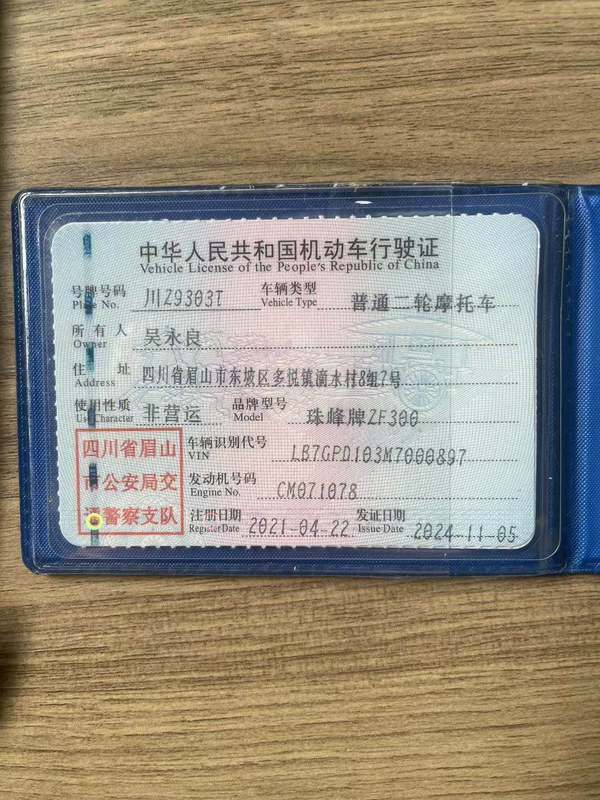 中华人民共和国机动车行驶证
Vehicle License of the People's Republic of China
号牌号码 川Z9303T 车辆类型 普通二轮摩托车
Plate No. Vehicle Type
所有人 吴永良
Owner
住址 四川省眉山市东坡区多悦镇滴水村8组7号
Address
使用性质 非营运 品牌型号 珠峰牌ZF300
Use Character Model
四川省眉山
市公安局交
通警察支队
车辆识别代号 LB7GPD103M7000897
VIN
发动机号码 CM071078
Engine No.
注册日期 2021-04-22 发证日期 2024-11-05
Register Date Issue Date